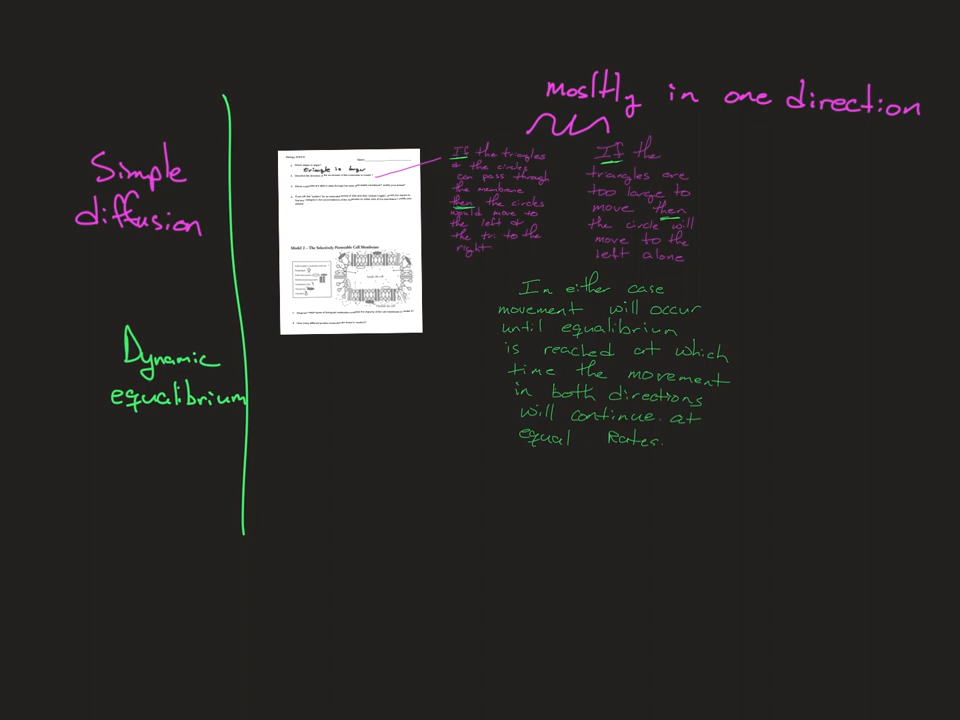 mosltly in one direction
Simple
diffusion
Dynamic
equalibrium
triangle is larger
Model 2 – The Selectively Permeable Cell Membrane
If the triangles
& the circles
can pass through
the membrane
then the circles
would move to
the left &
the tri. to the
right
If the
triangles are
too large to
move then
the circle will
move to the
left alone
In either case
movement will occur
until equalibrium
is reached at which
time the movement
in both directions
will continue at
equal Rates.